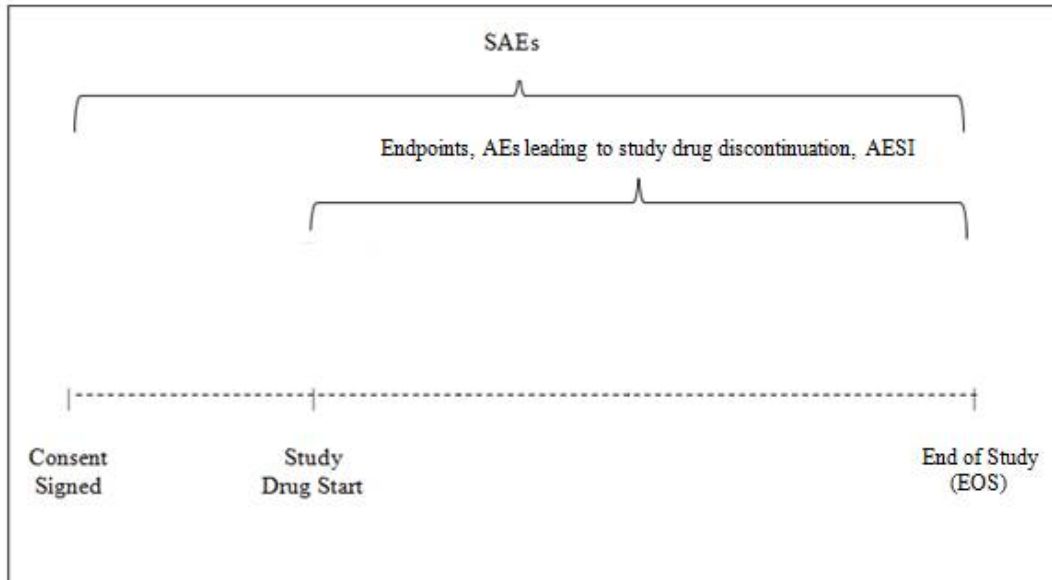 SAEs
Endpoints, AEs leading to study drug discontinuation, AESI
Consent
Signed
Study
Drug Start
End of Study
(EOS)